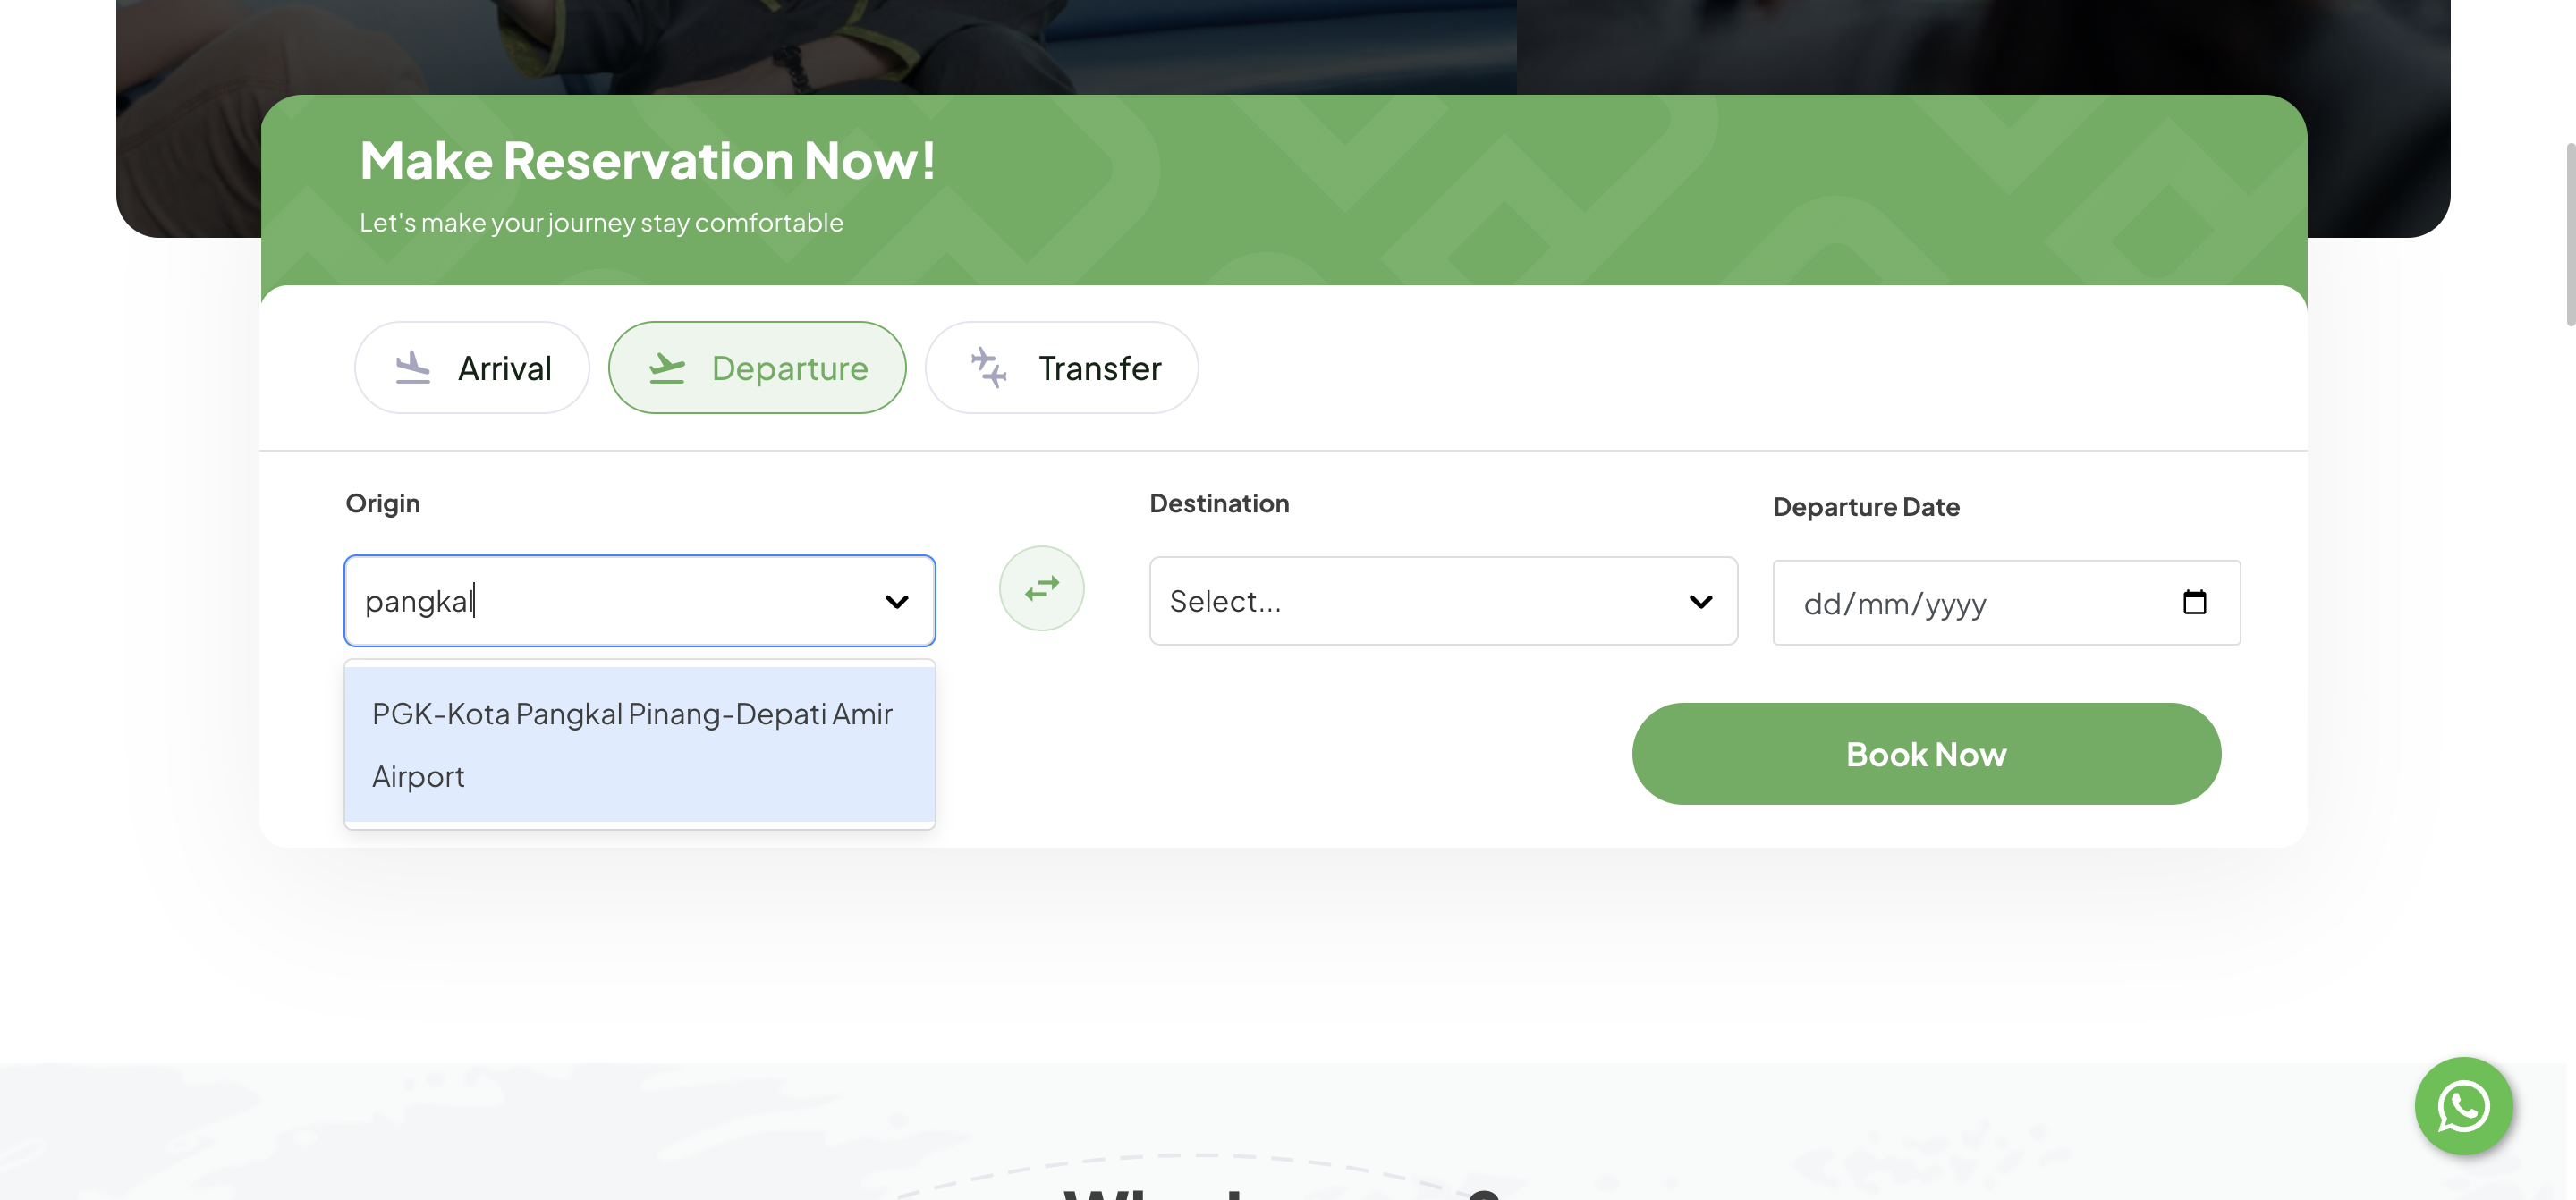 Make Reservation Now!
Let's make your journey stay comfortable
Arrival
Departure
Transfer
Origin
Destination
Departure Date
pangkal
Select...
dd/mm/yyyy
PGK-Kota Pangkal Pinang-Depati Amir
Airport
Book Now